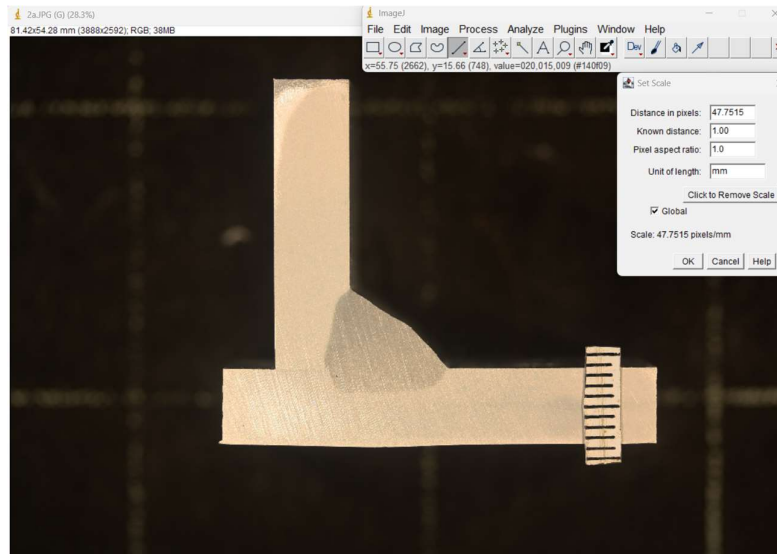 2a.JPG (G) (28.3%)
81.42x54.28 mm (3888x2592); RGB; 38MB
ImageJ
File Edit Image Process Analyze Plugins Window Help
A
Dev
x=55.75 (2662), y=15.66 (748), value=020,015,009 (#140f09)
Set Scale
Distance in pixels: 47.7515
Known distance: 1.00
Pixel aspect ratio: 1.0
Unit of length: mm
Click to Remove Scale
Global
Scale: 47.7515 pixels/mm
OK Cancel Help